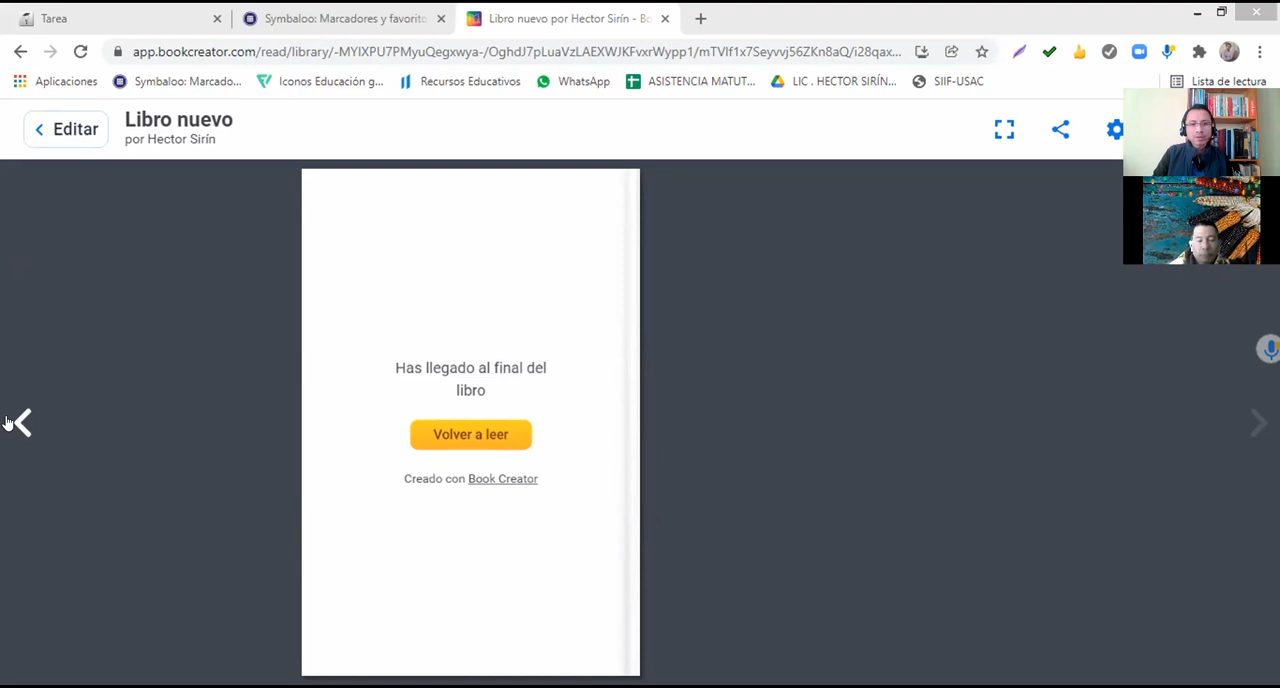 Tarea
Symbaloo: Marcadores y favorito
Libro nuevo por Hector Sirín - Bo
app.bookcreator.com/read/library/-MYIXPU7PMyuQegxwya-/OghdJ7pLuaVzLAEXWJKFvxrWypp1/mTVlf1x7Seyvvj56ZKn8aQ/i28qax...
Aplicaciones
Symbaloo: Marcado...
Iconos Educación g...
Recursos Educativos
WhatsApp
ASISTENCIA MATUT...
LIC . HECTOR SIRÍN...
SIIF-USAC
Lista de lectura
Editar
Libro nuevo
por Hector Sirín
Has llegado al final del
libro
Volver a leer
Creado con Book Creator